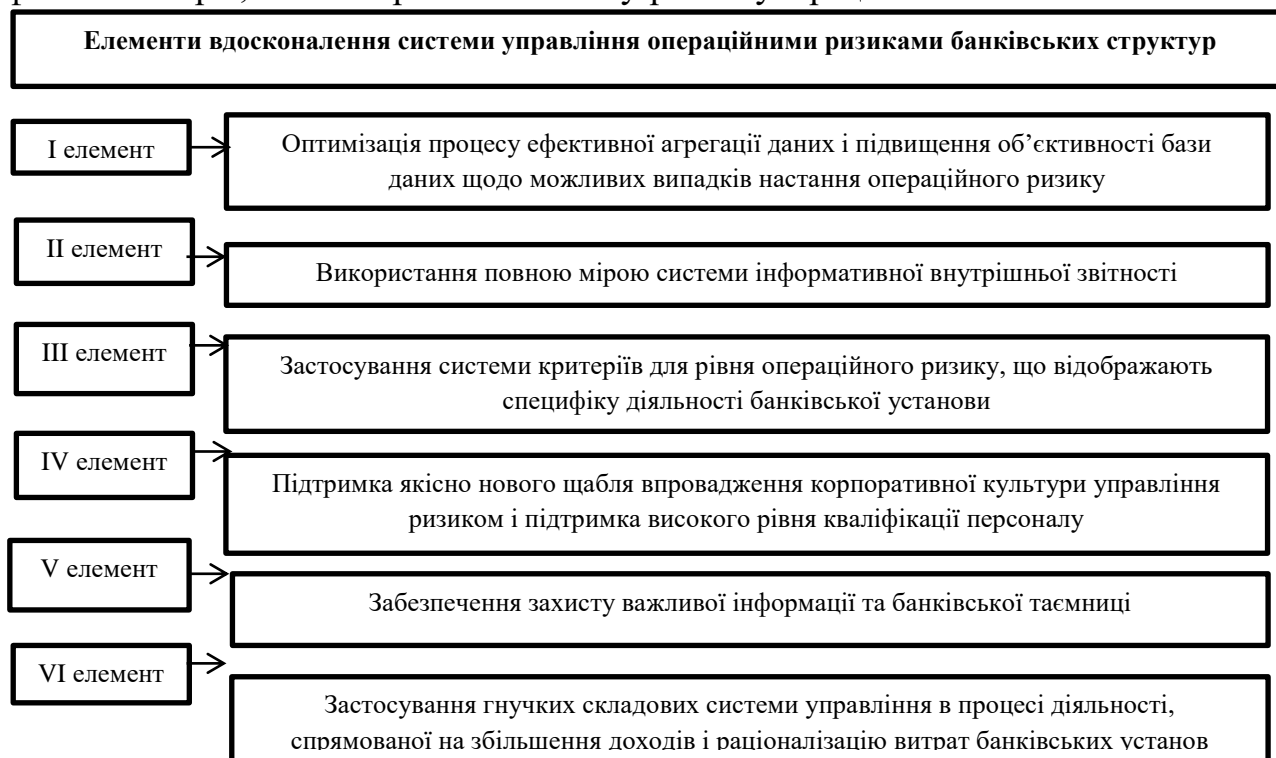 Елементи вдосконалення системи управління операційними ризиками банківських структур
I елемент
Оптимізація процесу ефективної агрегації даних і підвищення об’єктивності бази
даних щодо можливих випадків настання операційного ризику
II елемент
Використання повною мірою системи інформативної внутрішньої звітності
III елемент
Застосування системи критеріїв для рівня операційного ризику, що відображають
специфіку діяльності банківської установи
IV елемент
Підтримка якісно нового щабля впровадження корпоративної культури управління
ризиком і підтримка високого рівня кваліфікації персоналу
V елемент
Забезпечення захисту важливої інформації та банківської таємниці
VI елемент
Застосування гнучких складових системи управління в процесі діяльності,
спрямованої на збільшення доходів і раціоналізацію витрат банківських установ